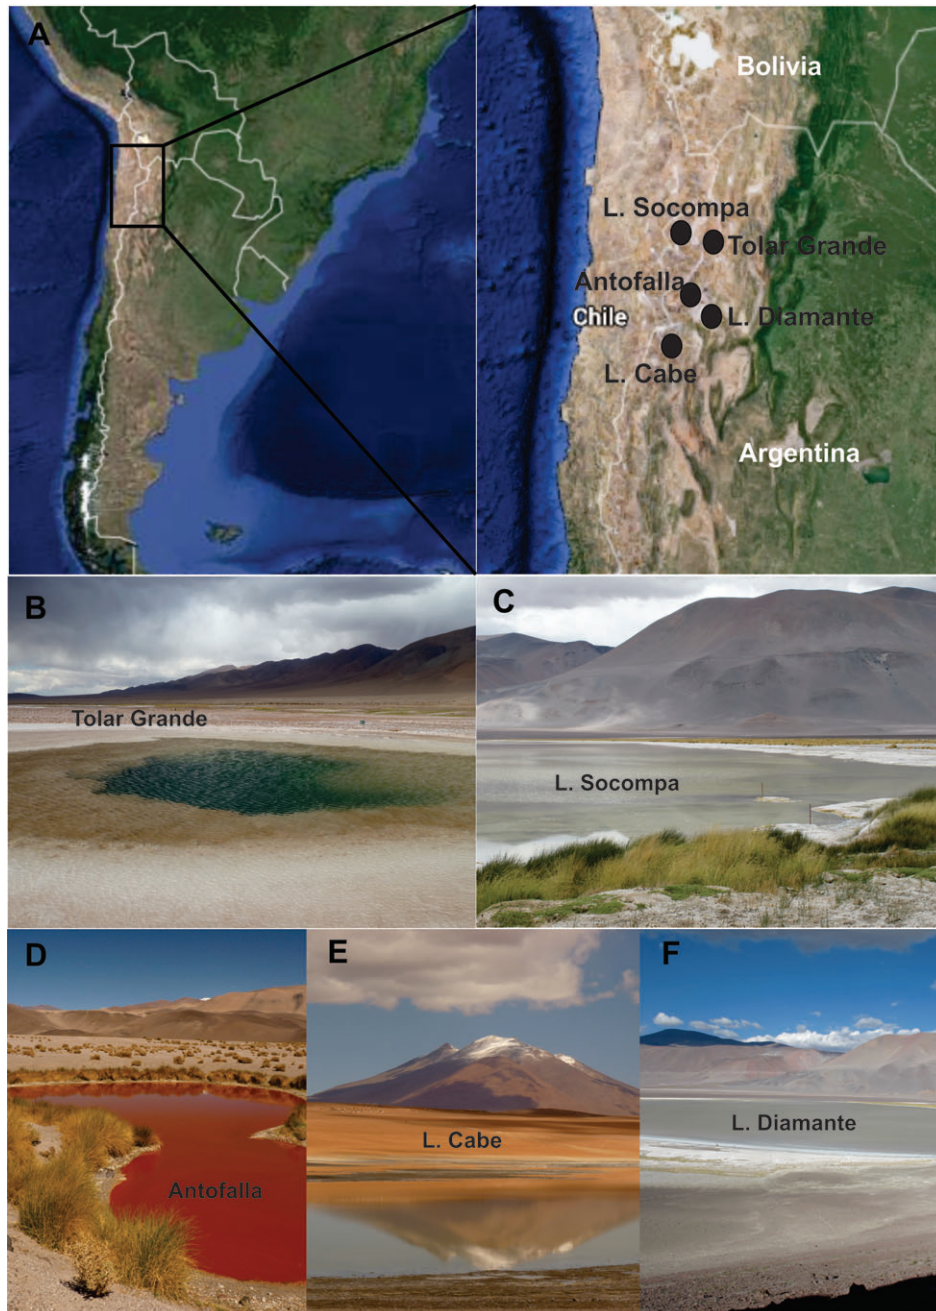 A
Bolivia
L. Socompa
Tolar Grande
Antofalla
Chile
L. Diamante
L. Cabe
Argentina
B
Tolar Grande
C
L. Socompa
D
Antofalla
E
L. Cabe
F
L. Diamante